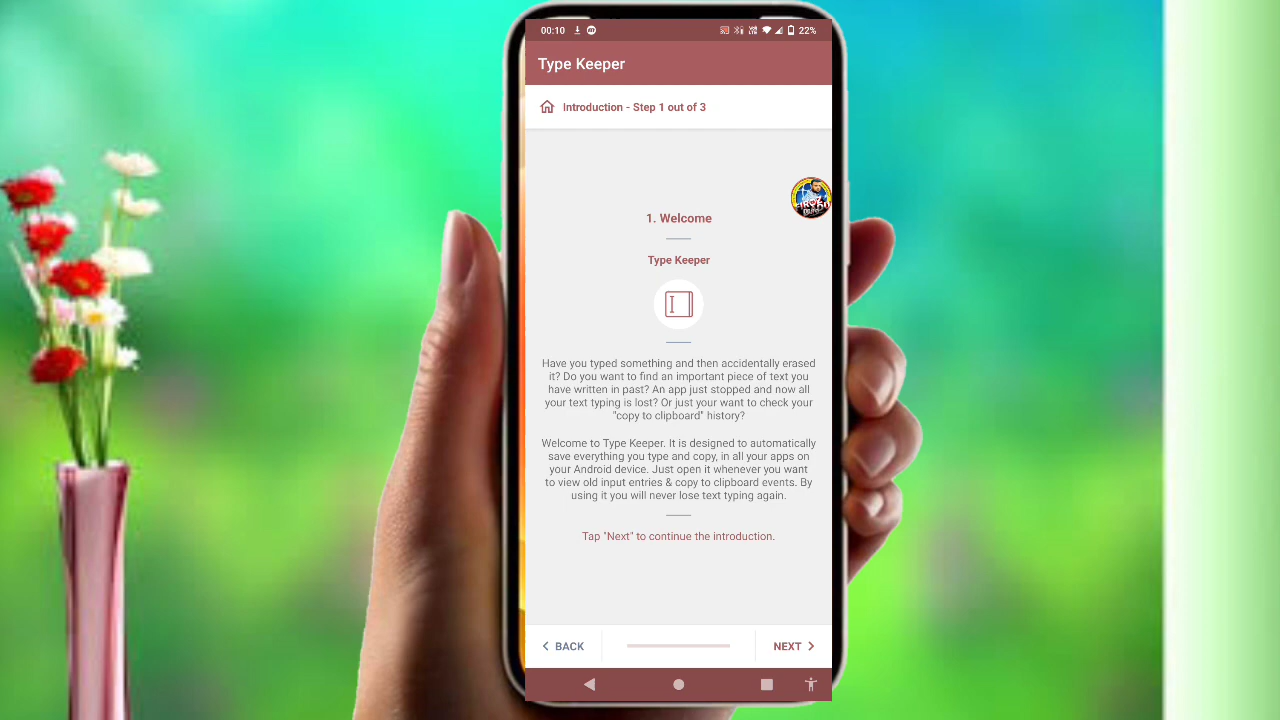 00:10
22%
Type Keeper
Introduction - Step 1 out of 3
1. Welcome
Type Keeper
Have you typed something and then accidentally erased
it? Do you want to find an important piece of text you
have written in past? An app just stopped and now all
your text typing is lost? Or just your want to check your
"copy to clipboard" history?
Welcome to Type Keeper. It is designed to automatically
save everything you type and copy, in all your apps on
your Android device. Just open it whenever you want
to view old input entries & copy to clipboard events. By
using it you will never lose text typing again.
Tap "Next" to continue the introduction.
BACK
NEXT